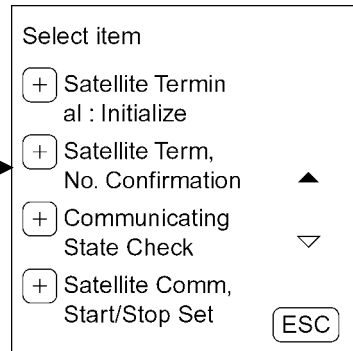 Select item
+ Satellite Termin
al : Initialize
+ Satellite Term,
No. Confirmation
+ Communicating
State Check
+ Satellite Comm,
Start/Stop Set
ESC